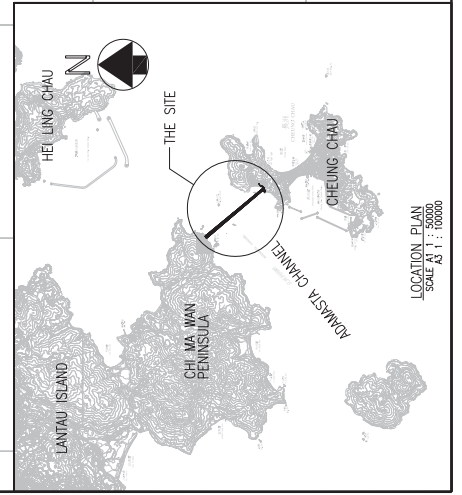 HEI LING CHAU
N
THE SITE
LANTAU ISLAND
CHI MA WAN
PENINSULA
ADAMASTA CHANNEL
CHEUNG CHAU
LOCATION PLAN
SCALE A1 1 : 50000
A3 1 : 100000